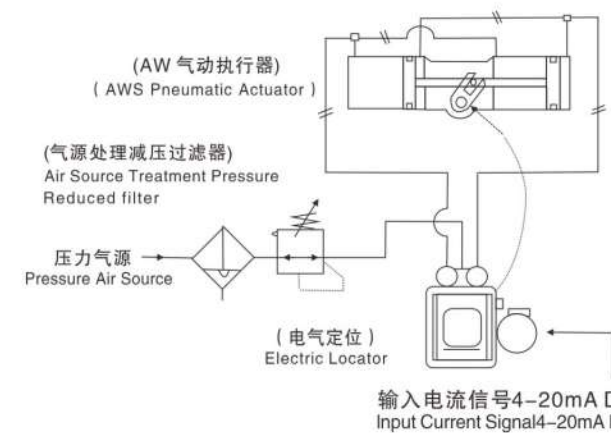 (AW 气动执行器)
( AWS Pneumatic Actuator )
(气源处理减压过滤器)
Air Source Treatment Pressure
Reduced filter
压力气源
Pressure Air Source
( 电气定位 )
Electric Locator
输入电流信号4-20mA
Input Current Signal4-20mA